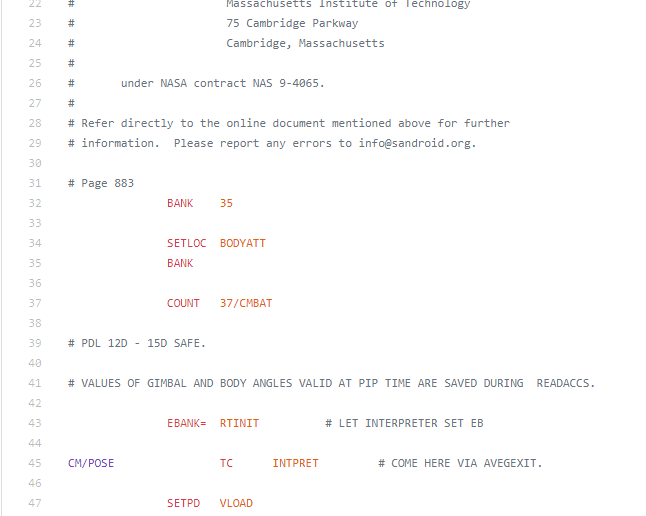 22 # Massachusetts Institute of Technology
23 # 75 Cambridge Parkway
24 # Cambridge, Massachusetts
25 #
26 # under NASA contract NAS 9-4065.
27 #
28 # Refer directly to the online document mentioned above for further
29 # information.  Please report any errors to info@sandroid.org.
30
31 # Page 883
32 BANK 35
33
34 SETLOC BODYATT
35 BANK
36
37 COUNT 37/CMBAT
38
39 # PDL 12D - 15D SAFE.
40
41 # VALUES OF GIMBAL AND BODY ANGLES VALID AT PIP TIME ARE SAVED DURING  READACCS.
42
43 EBANK= RTINIT # LET INTERPRETER SET EB
44
45 CM/POSE TC INTPRET # COME HERE VIA AVEGEXIT.
46
47 SETPD VLOAD